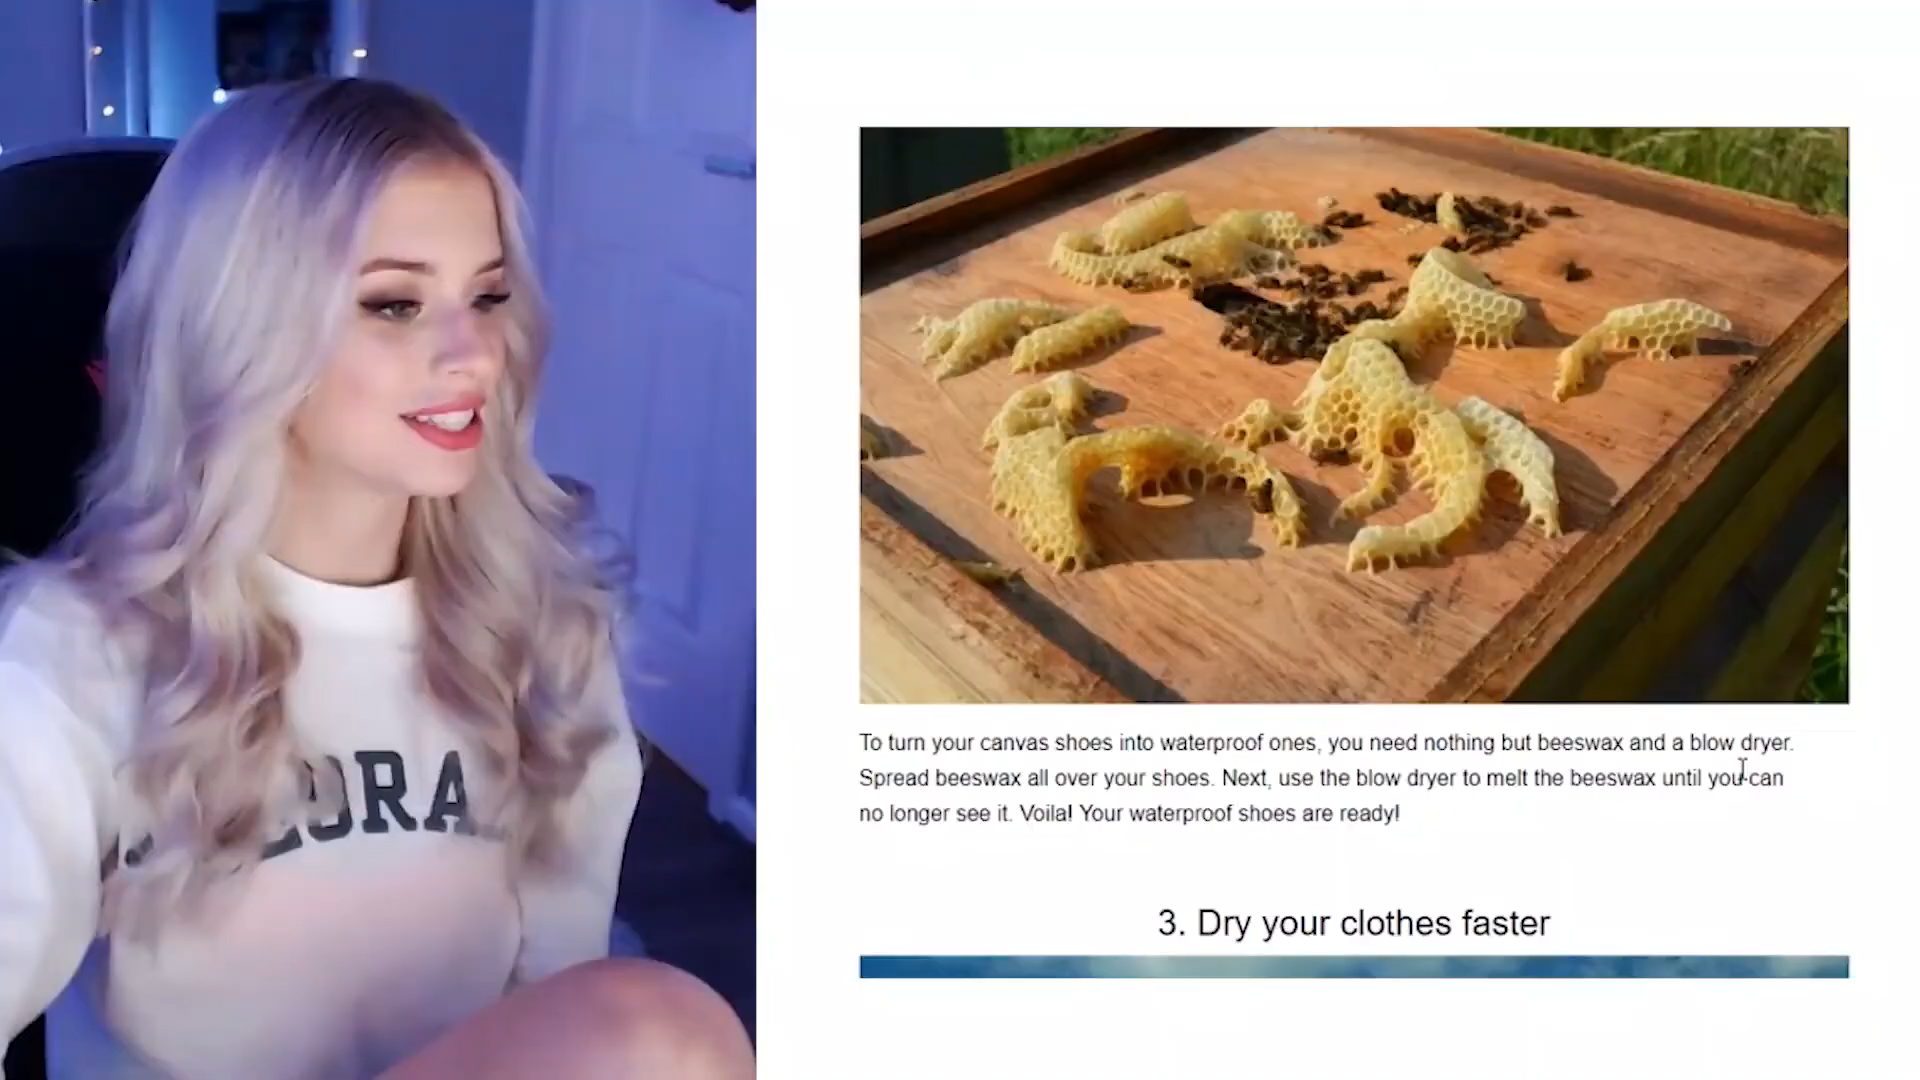 ORA
To turn your canvas shoes into waterproof ones, you need nothing but beeswax and a blow dryer.
Spread beeswax all over your shoes. Next, use the blow dryer to melt the beeswax until you can
no longer see it. Voila! Your waterproof shoes are ready!
3. Dry your clothes faster